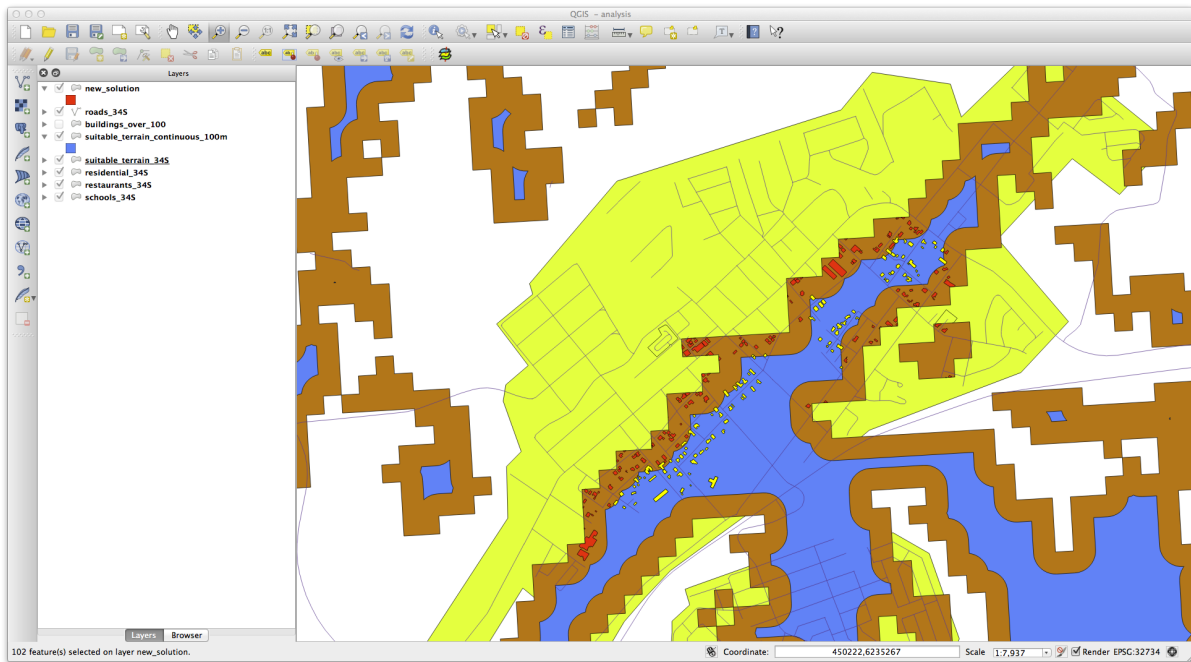 QGIS - analysis
Layers
new_solution
roads_34S
buildings_over_100
suitable_terrain_continuous_100m
suitable_terrain_34S
residential_34S
restaurants_34S
schools_34S
Layers Browser
102 feature(s) selected on layer new_solution.
Coordinate: 450222,6235267 Scale 1:7,937 Render EPSG:32734